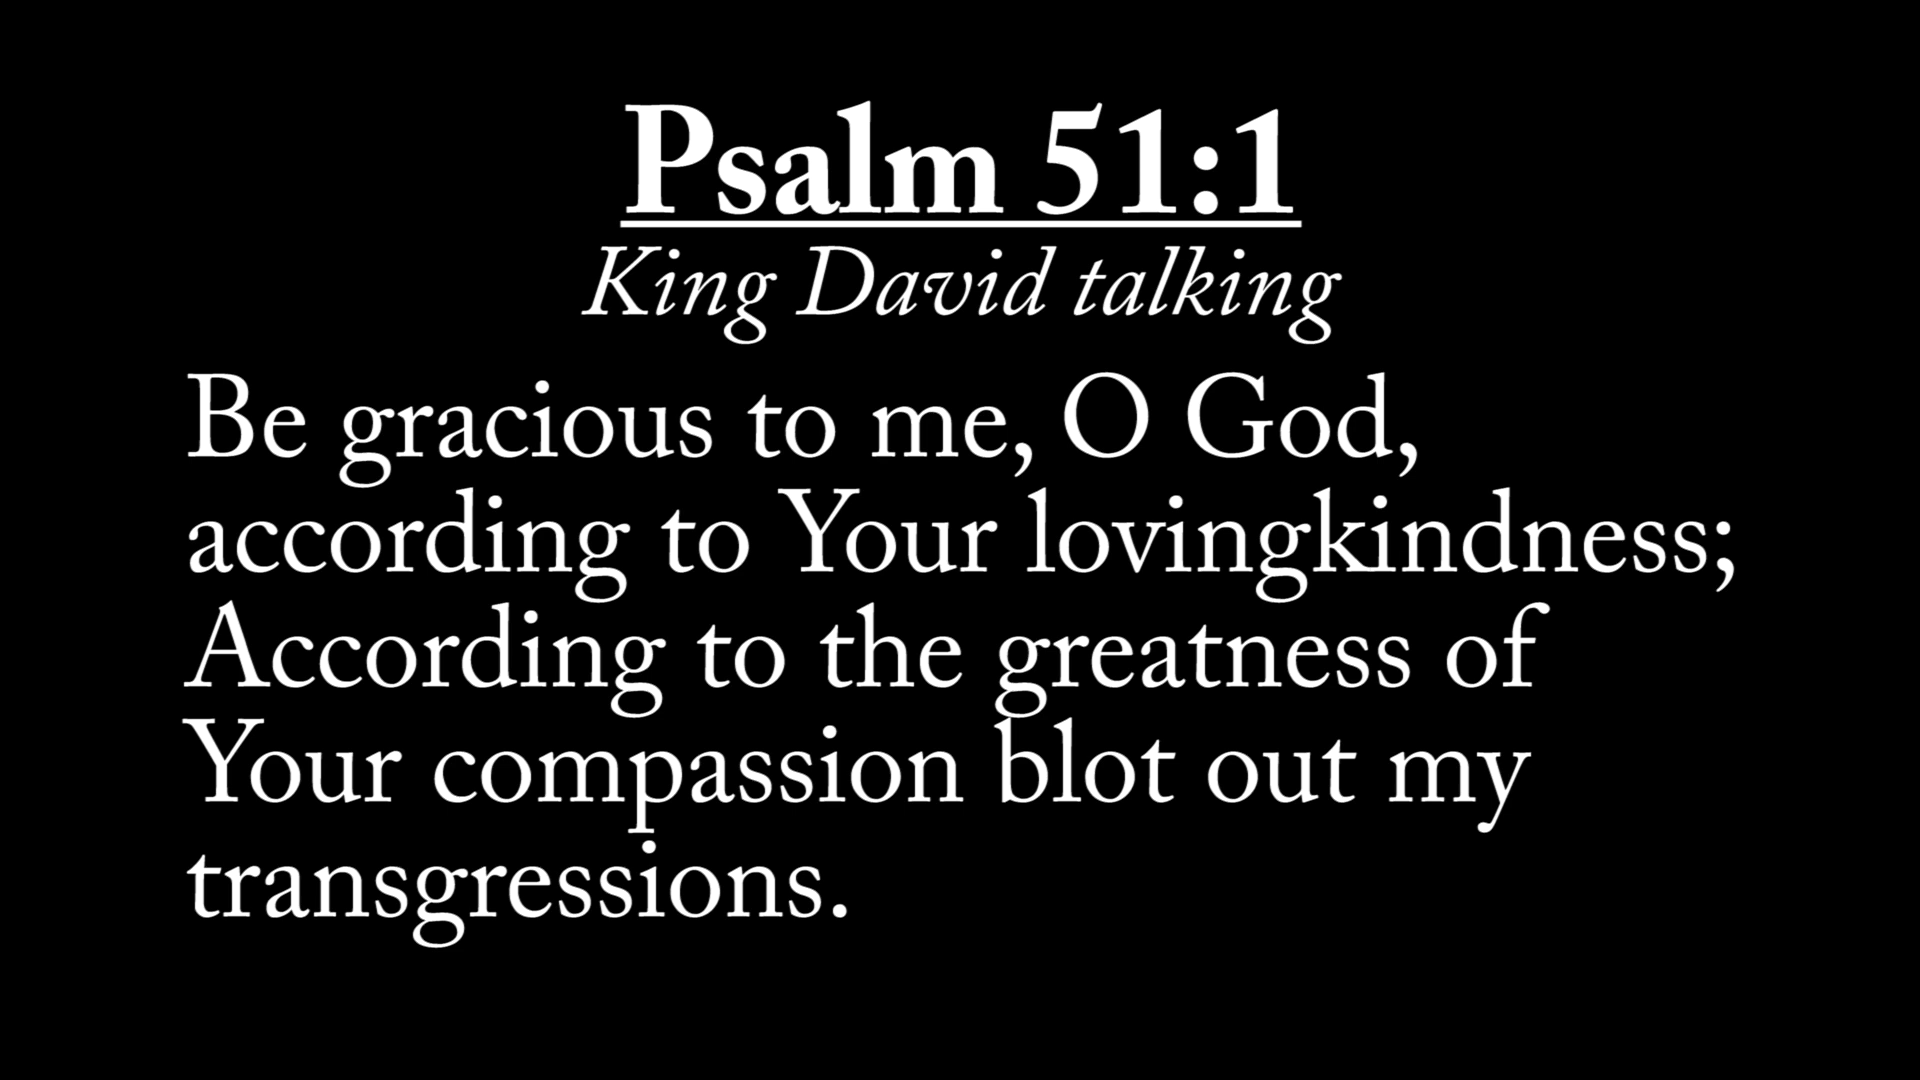 Psalm 51:1
King David talking
Be gracious to me, O God,
according to Your lovingkindness;
According to the greatness of
Your compassion blot out my
transgressions.